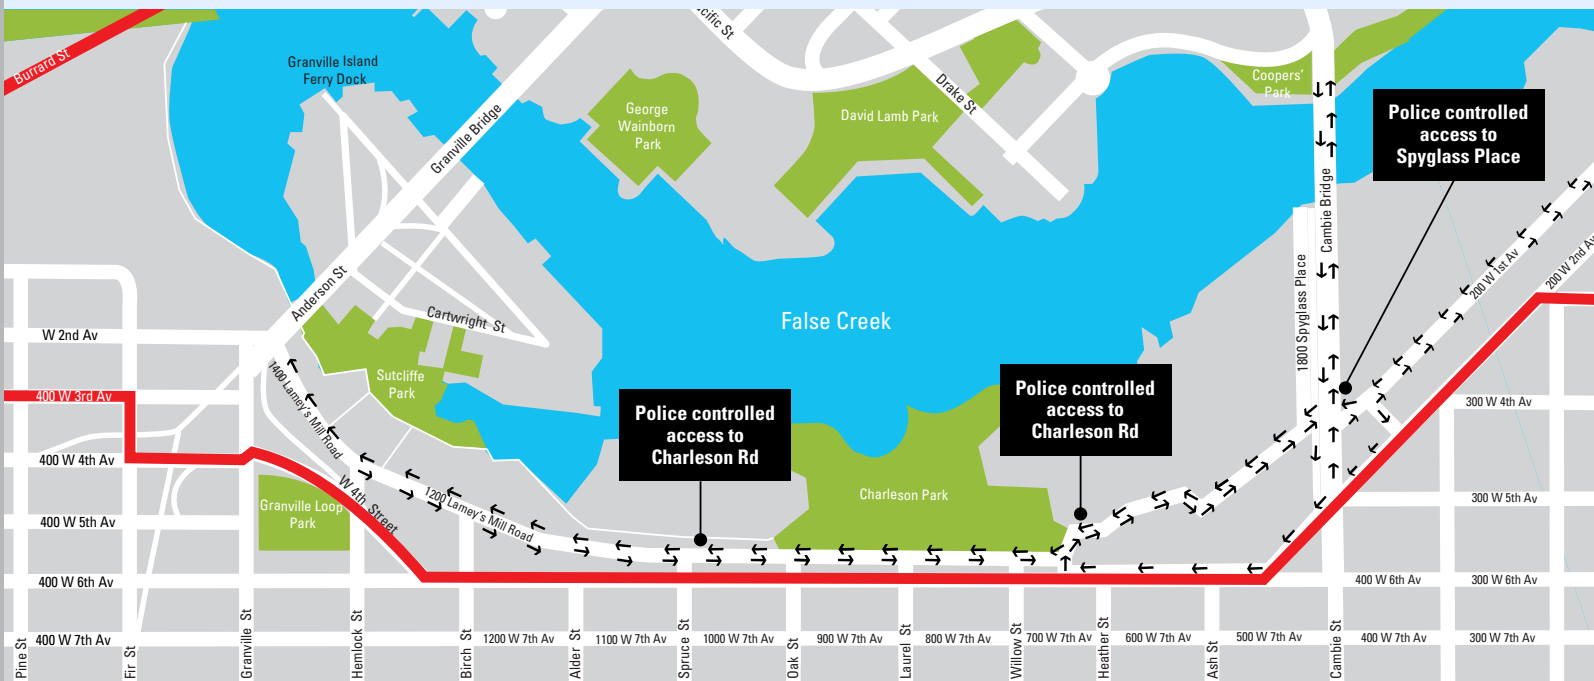 cific St
Burrard St
Granville Island
Ferry Dock
Granville Bridge
George
Wainborn
Park
David Lamb Park
Drake St
Coopers'
Park
Police controlled
access to
Spyglass Place
Cambie Bridge
1800 Spyglass Place
200 W 1st Av
200 W 2nd Av
Anderson St
Cartwright St
False Creek
W 2nd Av
1400 Lamey's Mill Road
Sutcliffe
Park
400 W 3rd Av
Police controlled
access to
Charleson Rd
Police controlled
access to
Charleson Rd
300 W 4th Av
400 W 4th Av
W 4th Street
1200 Lamey's Mill Road
Charleson Park
300 W 5th Av
Granville Loop
Park
400 W 5th Av
400 W 6th Av
400 W 6th Av
300 W 6th Av
400 W 7th Av
1200 W 7th Av
1100 W 7th Av
1000 W 7th Av
900 W 7th Av
800 W 7th Av
700 W 7th Av
600 W 7th Av
500 W 7th Av
400 W 7th Av
300 W 7th Av
Pine St
Fir St
Granville St
Hemlock St
Birch St
Alder St
Spruce St
Oak St
Laurel St
Willow St
Heather St
Ash St
Cambie St